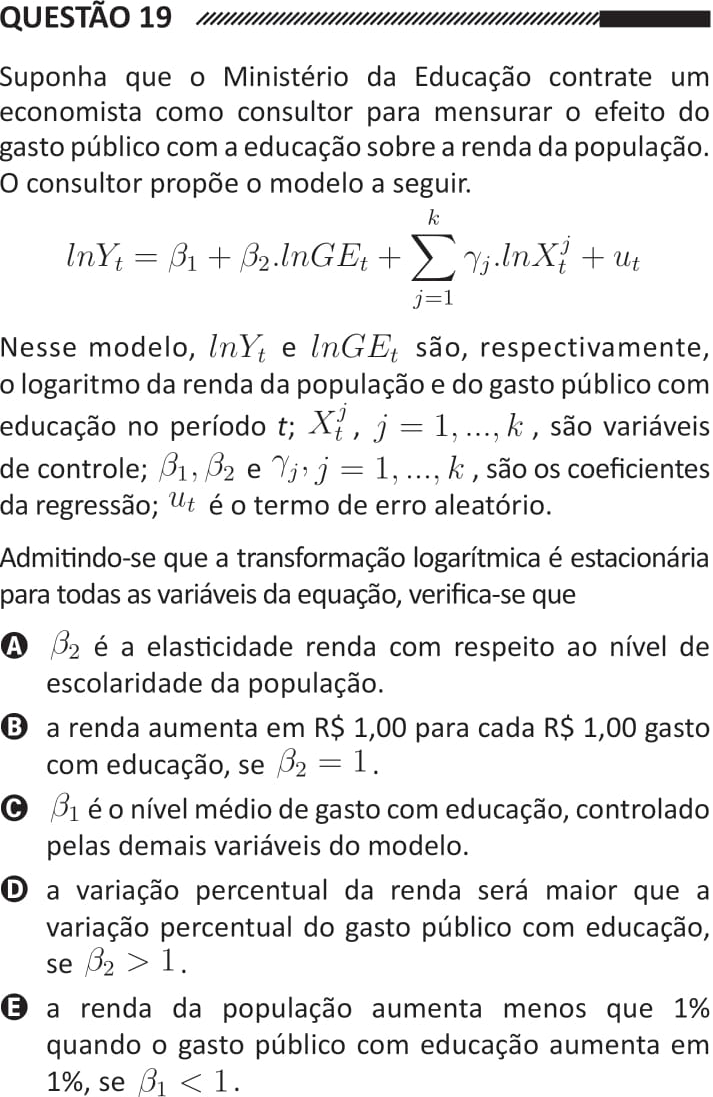 QUESTÃO 19
Suponha que o Ministério da Educação contrate um
economista como consultor para mensurar o efeito do
gasto público com a educação sobre a renda da população.
O consultor propõe o modelo a seguir.
$lnY_t = \beta_1 + \beta_2.lnGE_t + \sum_{j=1}^{k} \gamma_j.lnX_t^j + u_t$
Nesse modelo, $lnY_t$ e $lnGE_t$ são, respectivamente,
o logaritmo da renda da população e do gasto público com
educação no período t; $X_t^j$, $j = 1, ..., k$, são variáveis
de controle; $\beta_1, \beta_2$ e $\gamma_j, j = 1, ..., k$, são os coeficientes
da regressão; $u_t$ é o termo de erro aleatório.
Admitindo-se que a transformação logarítmica é estacionária
para todas as variáveis da equação, verifica-se que
A $\beta_2$ é a elasticidade renda com respeito ao nível de
escolaridade da população.
B a renda aumenta em R$ 1,00 para cada R$ 1,00 gasto
com educação, se $\beta_2 = 1$.
C $\beta_1$ é o nível médio de gasto com educação, controlado
pelas demais variáveis do modelo.
D a variação percentual da renda será maior que a
variação percentual do gasto público com educação,
se $\beta_2 > 1$.
E a renda da população aumenta menos que 1%
quando o gasto público com educação aumenta em
1%, se $\beta_1 < 1$.